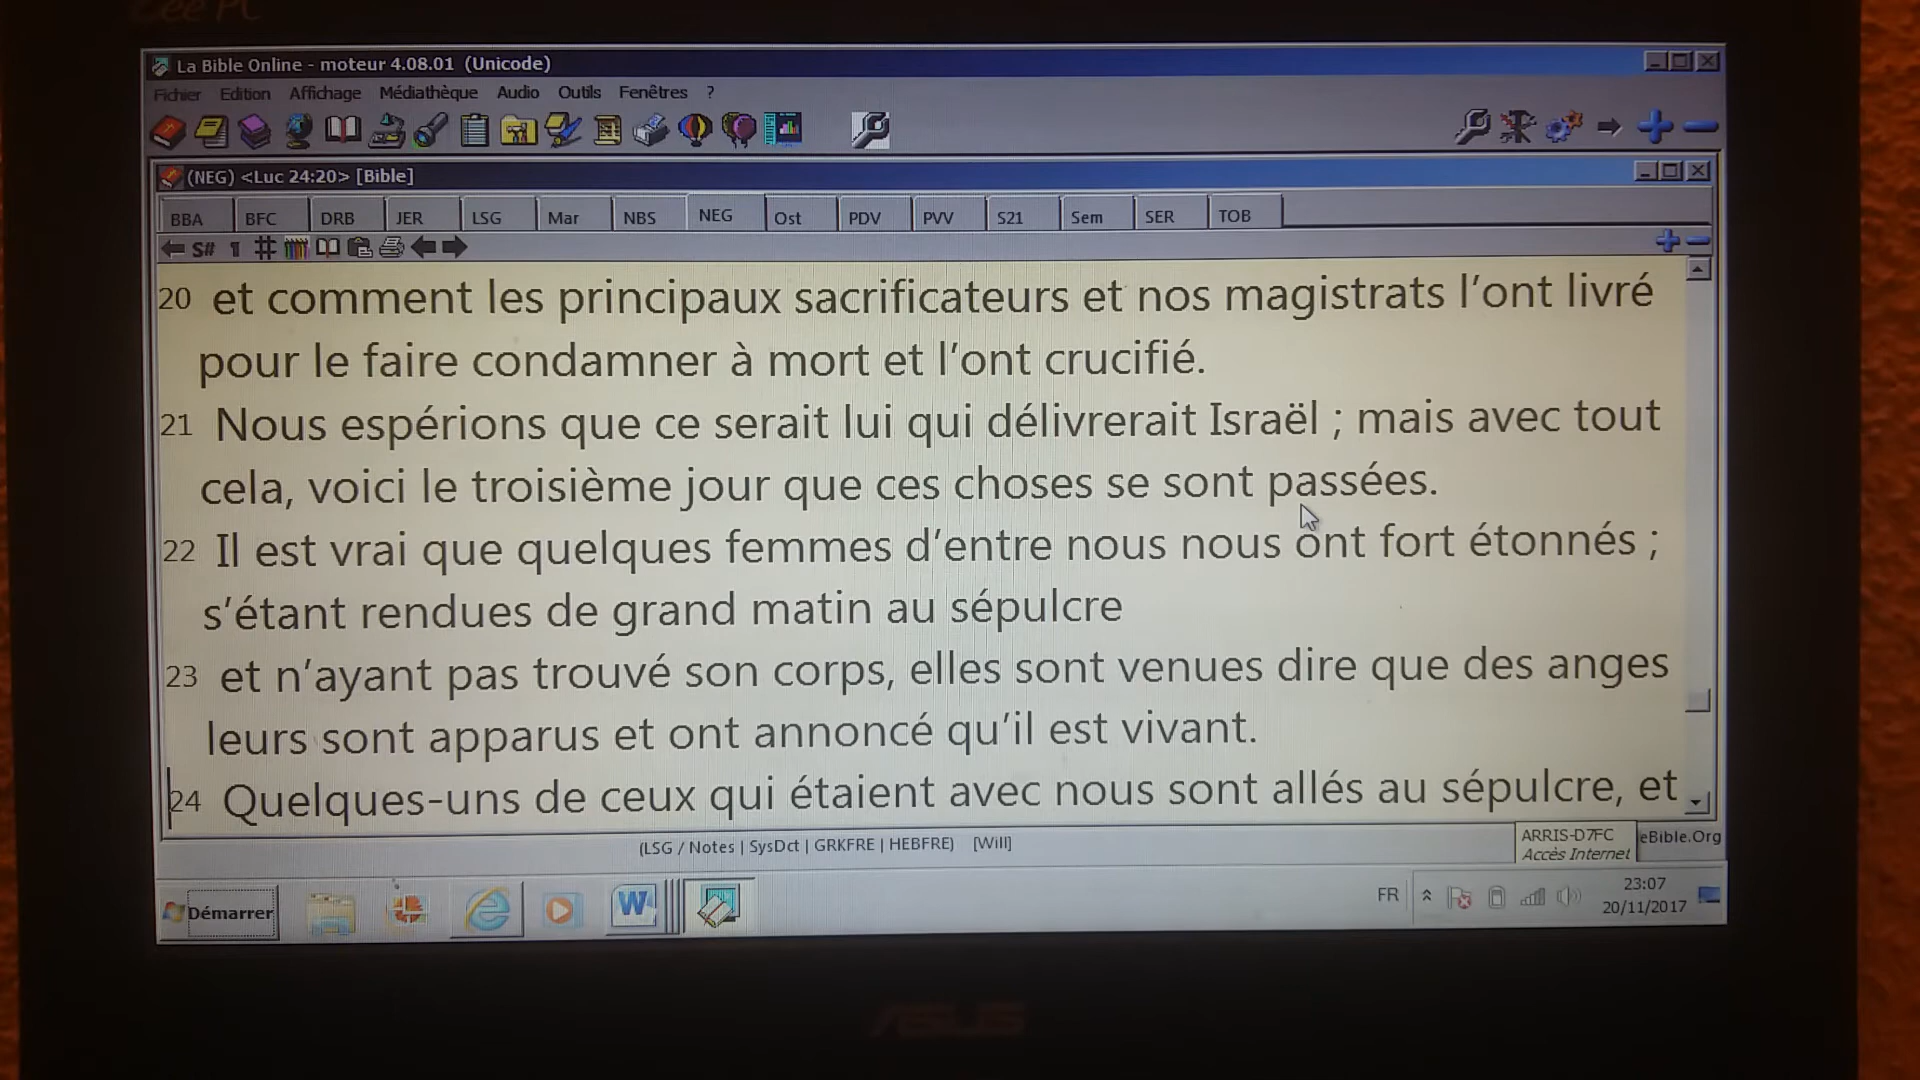 Eee PC
La Bible Online - moteur 4.08.01 (Unicode)
Fichier Edition Affichage Médiathèque Audio Outils Fenêtres ?
(NEG) <Luc 24:20> [Bible]
BBA BFC DRB JER LSG Mar NBS NEG Ost PDV PVV S21 Sem SER TOB
S# ¶ #
20 et comment les principaux sacrificateurs et nos magistrats l’ont livré
pour le faire condamner à mort et l’ont crucifié.
21 Nous espérions que ce serait lui qui délivrerait Israël ; mais avec tout
cela, voici le troisième jour que ces choses se sont passées.
22 Il est vrai que quelques femmes d’entre nous nous ont fort étonnés ;
s’étant rendues de grand matin au sépulcre
23 et n’ayant pas trouvé son corps, elles sont venues dire que des anges
leurs sont apparus et ont annoncé qu’il est vivant.
24 Quelques-uns de ceux qui étaient avec nous sont allés au sépulcre, et
(LSG / Notes | SysDct | GRKFRE | HEBFRE) [Will]
ARRIS-D7FC
Accès Internet
eBible.Org
Démarrer
W
FR
23:07
20/11/2017
ASUS